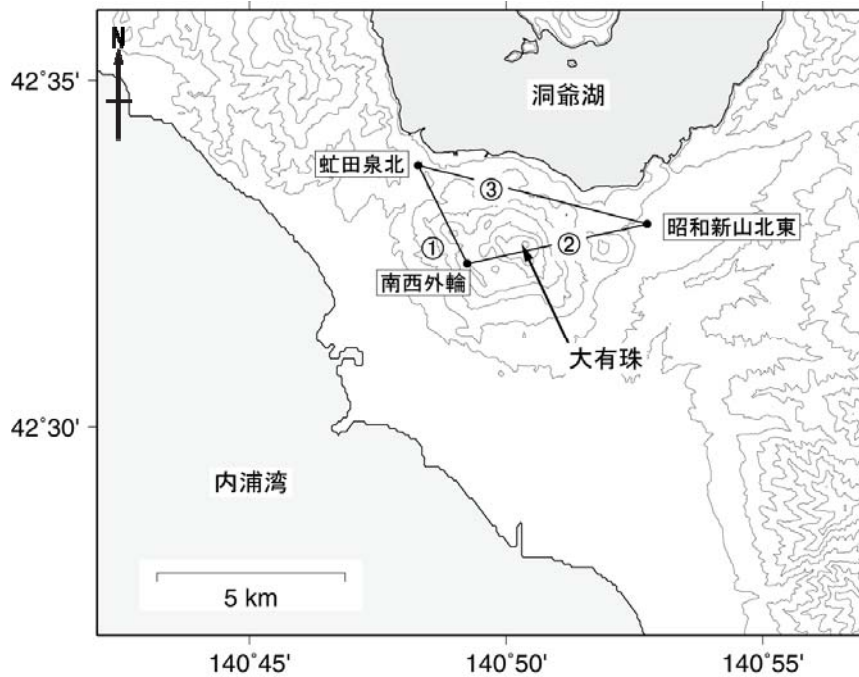 N
42°35'
洞爺湖
虻田泉北
③
昭和新山北東
①
②
南西外輪
大有珠
42°30'
内浦湾
5 km
140°45'
140°50'
140°55'